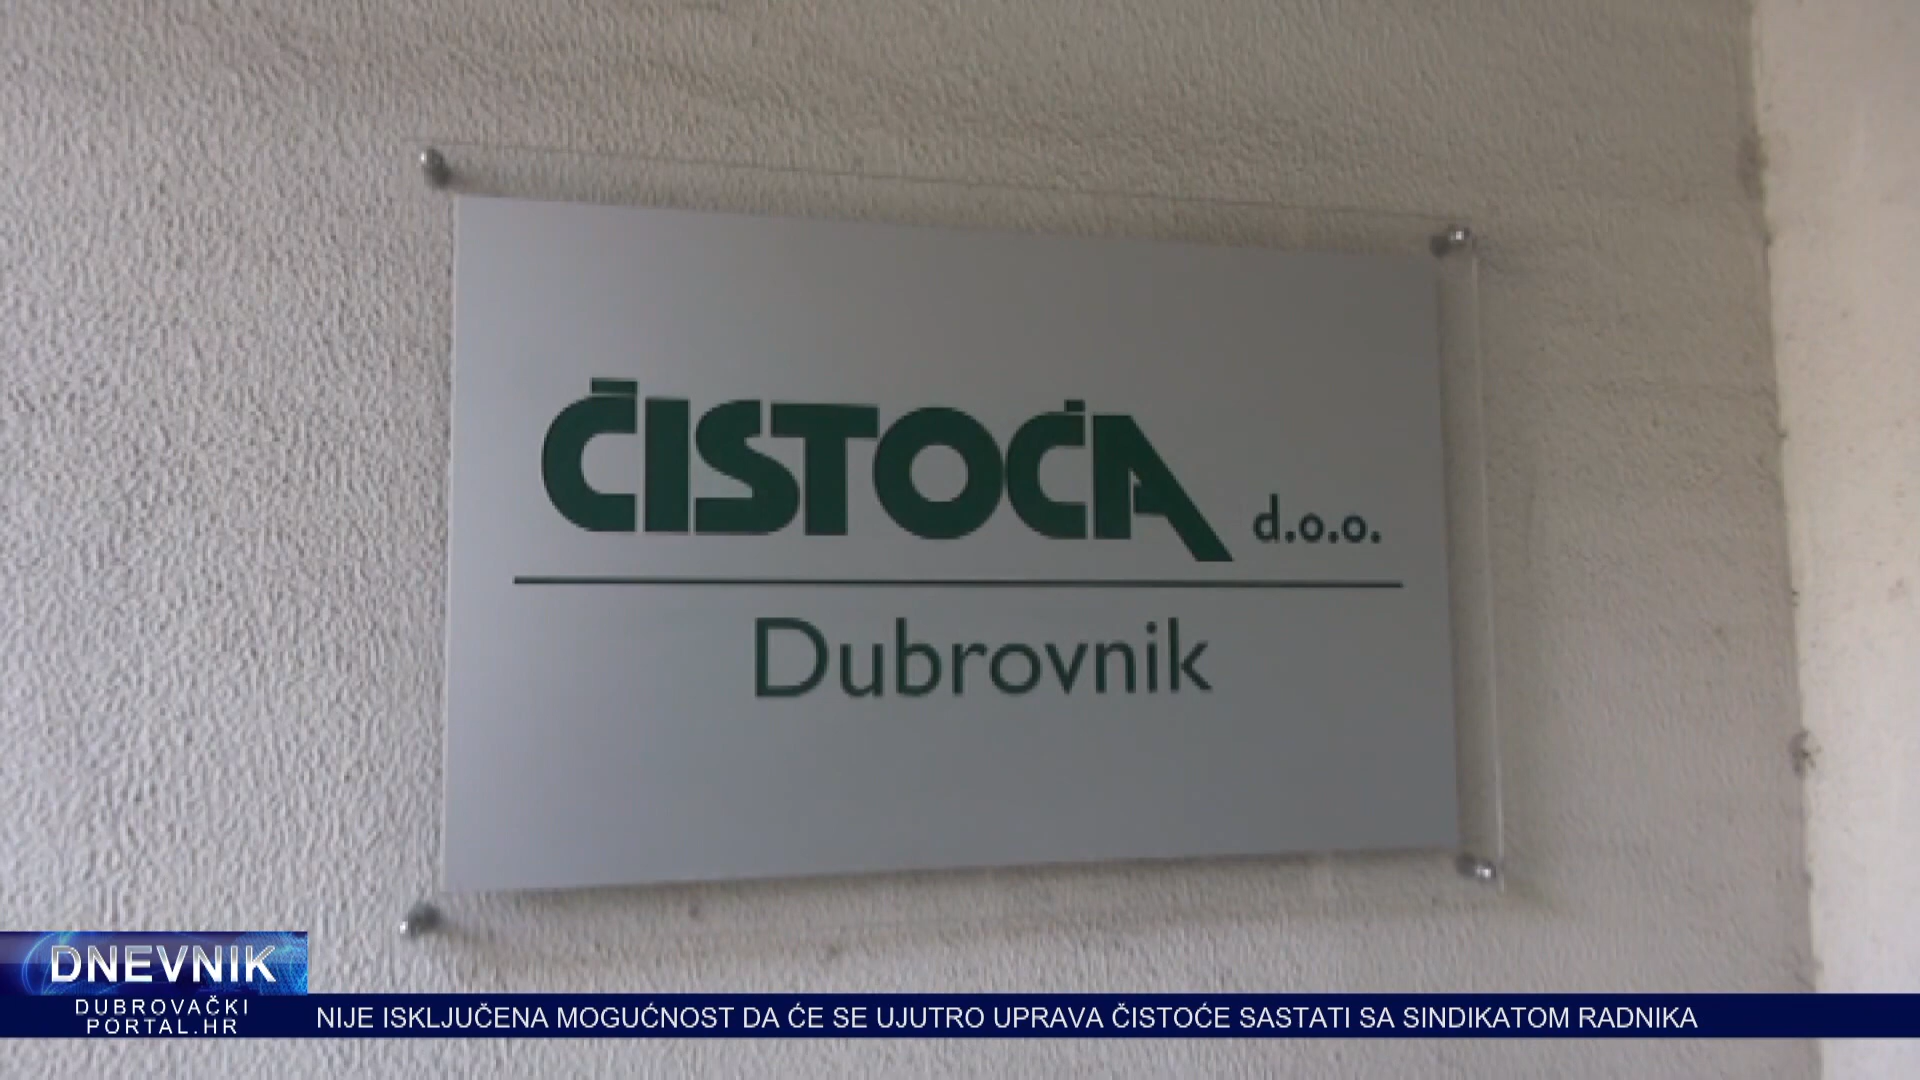 ČISTOĆA d.o.o.
Dubrovnik
DNEVNIK
DUBROVAČKI
PORTAL.HR
NIJE ISKLJUČENA MOGUĆNOST DA ĆE SE UJUTRO UPRAVA ČISTOĆE SASTATI SA SINDIKATOM RADNIKA